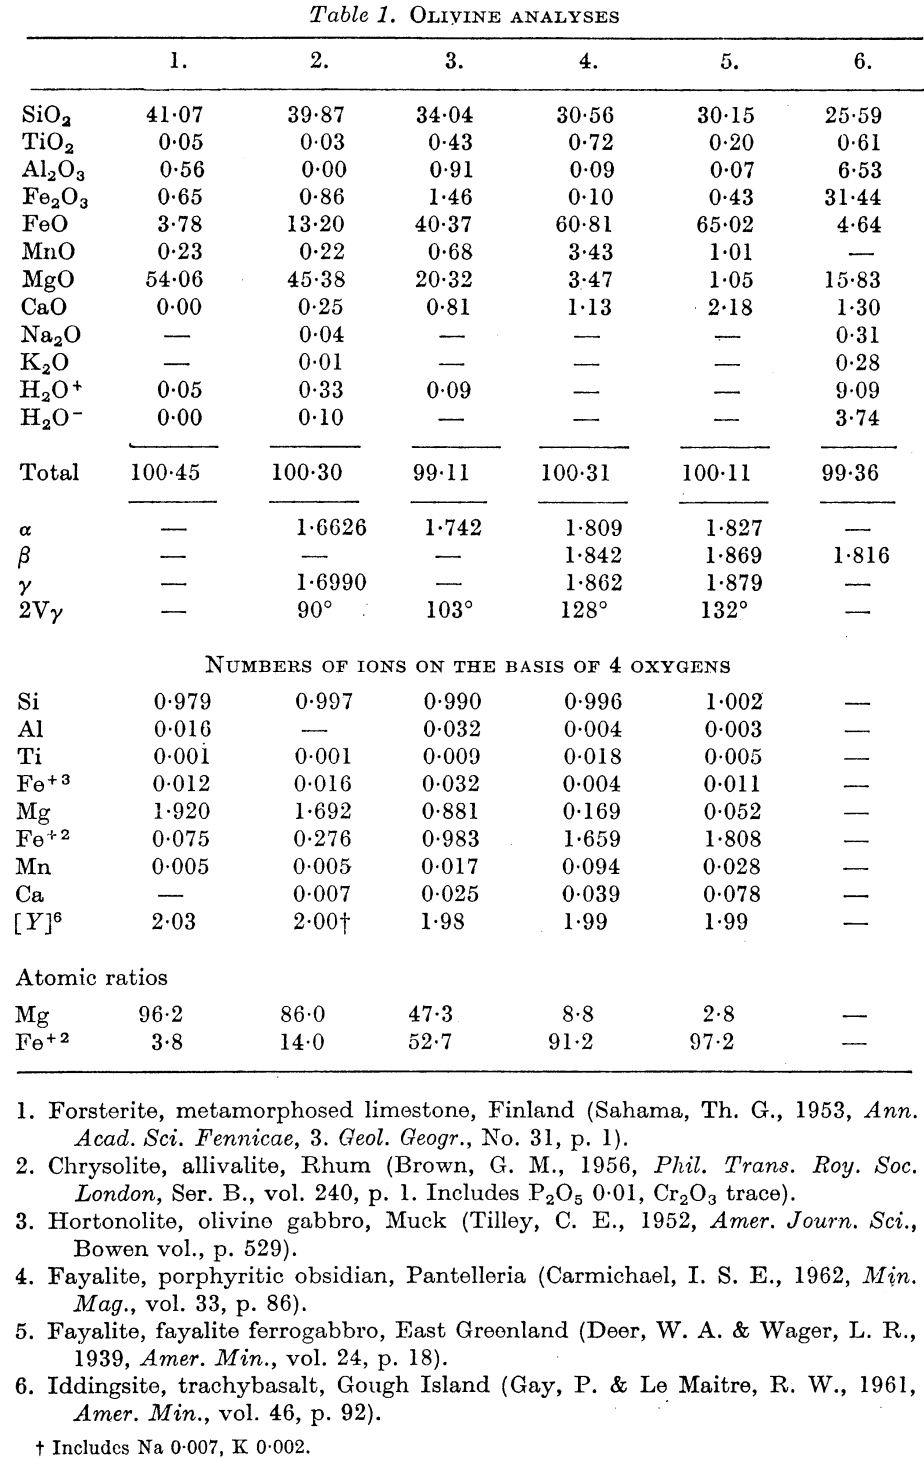 Table 1. OLIVINE ANALYSES
1. 2. 3. 4. 5. 6.
SiO₂ 41·07 39·87 34·04 30·56 30·15 25·59
TiO₂ 0·05 0·03 0·43 0·72 0·20 0·61
Al₂O₃ 0·56 0·00 0·91 0·09 0·07 6·53
Fe₂O₃ 0·65 0·86 1·46 0·10 0·43 31·44
FeO 3·78 13·20 40·37 60·81 65·02 4·64
MnO 0·23 0·22 0·68 3·43 1·01 —
MgO 54·06 45·38 20·32 3·47 1·05 15·83
CaO 0·00 0·25 0·81 1·13 2·18 1·30
Na₂O — 0·04 — — — 0·31
K₂O — 0·01 — — — 0·28
H₂O⁺ 0·05 0·33 0·09 — — 9·09
H₂O⁻ 0·00 0·10 — — — 3·74
Total 100·45 100·30 99·11 100·31 100·11 99·36
α — 1·6626 1·742 1·809 1·827 —
β — — — 1·842 1·869 1·816
γ — 1·6990 — 1·862 1·879 —
2Vγ — 90° 103° 128° 132° —
NUMBERS OF IONS ON THE BASIS OF 4 OXYGENS
Si 0·979 0·997 0·990 0·996 1·002 —
Al 0·016 — 0·032 0·004 0·003 —
Ti 0·001 0·001 0·009 0·018 0·005 —
Fe⁺³ 0·012 0·016 0·032 0·004 0·011 —
Mg 1·920 1·692 0·881 0·169 0·052 —
Fe⁺² 0·075 0·276 0·983 1·659 1·808 —
Mn 0·005 0·005 0·017 0·094 0·028 —
Ca — 0·007 0·025 0·039 0·078 —
[Y]⁶ 2·03 2·00† 1·98 1·99 1·99 —
Atomic ratios
Mg 96·2 86·0 47·3 8·8 2·8 —
Fe⁺² 3·8 14·0 52·7 91·2 97·2 —
1. Forsterite, metamorphosed limestone, Finland (Sahama, Th. G., 1953, Ann.
Acad. Sci. Fennicae, 3. Geol. Geogr., No. 31, p. 1).
2. Chrysolite, allivalite, Rhum (Brown, G. M., 1956, Phil. Trans. Roy. Soc.
London, Ser. B., vol. 240, p. 1. Includes P₂O₅ 0·01, Cr₂O₃ trace).
3. Hortonolite, olivine gabbro, Muck (Tilley, C. E., 1952, Amer. Journ. Sci.,
Bowen vol., p. 529).
4. Fayalite, porphyritic obsidian, Pantelleria (Carmichael, I. S. E., 1962, Min.
Mag., vol. 33, p. 86).
5. Fayalite, fayalite ferrogabbro, East Greenland (Deer, W. A. & Wager, L. R.,
1939, Amer. Min., vol. 24, p. 18).
6. Iddingsite, trachybasalt, Gough Island (Gay, P. & Le Maitre, R. W., 1961,
Amer. Min., vol. 46, p. 92).
† Includes Na 0·007, K 0·002.